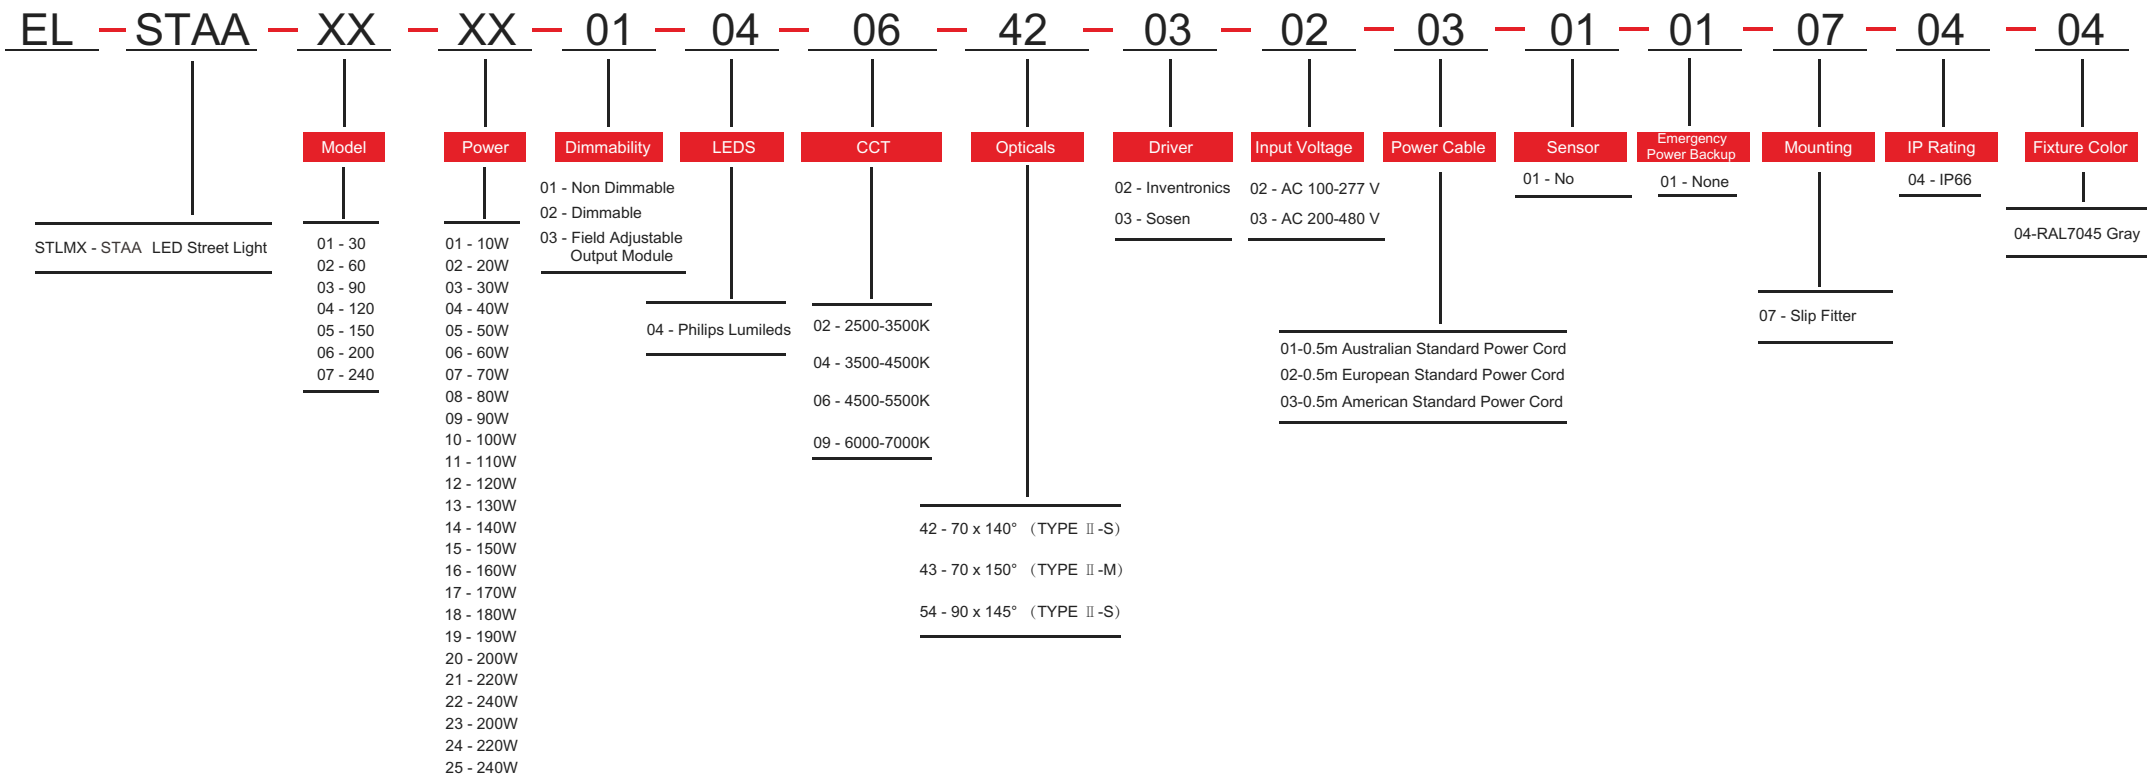 EL — STAA — XX — XX — 01 — 04 — 06 — 42 — 03 — 02 — 03 — 01 — 01 — 07 — 04 — 04
STLMX - STAA LED Street Light
Model
01 - 30
02 - 60
03 - 90
04 - 120
05 - 150
06 - 200
07 - 240
Power
01 - 10W
02 - 20W
03 - 30W
04 - 40W
05 - 50W
06 - 60W
07 - 70W
08 - 80W
09 - 90W
10 - 100W
11 - 110W
12 - 120W
13 - 130W
14 - 140W
15 - 150W
16 - 160W
17 - 170W
18 - 180W
19 - 190W
20 - 200W
21 - 220W
22 - 240W
23 - 200W
24 - 220W
25 - 240W
Dimmability
01 - Non Dimmable
02 - Dimmable
03 - Field Adjustable
Output Module
LEDS
04 - Philips Lumileds
CCT
02 - 2500-3500K
04 - 3500-4500K
06 - 4500-5500K
09 - 6000-7000K
Opticals
42 - 70 x 140° （TYPE Ⅱ-S）
43 - 70 x 150° （TYPE Ⅱ-M）
54 - 90 x 145° （TYPE Ⅱ-S）
Driver
02 - Inventronics
03 - Sosen
Input Voltage
02 - AC 100-277 V
03 - AC 200-480 V
Power Cable
01-0.5m Australian Standard Power Cord
02-0.5m European Standard Power Cord
03-0.5m American Standard Power Cord
Sensor
01 - No
Emergency
Power Backup
01 - None
Mounting
07 - Slip Fitter
IP Rating
04 - IP66
Fixture Color
04-RAL7045 Gray